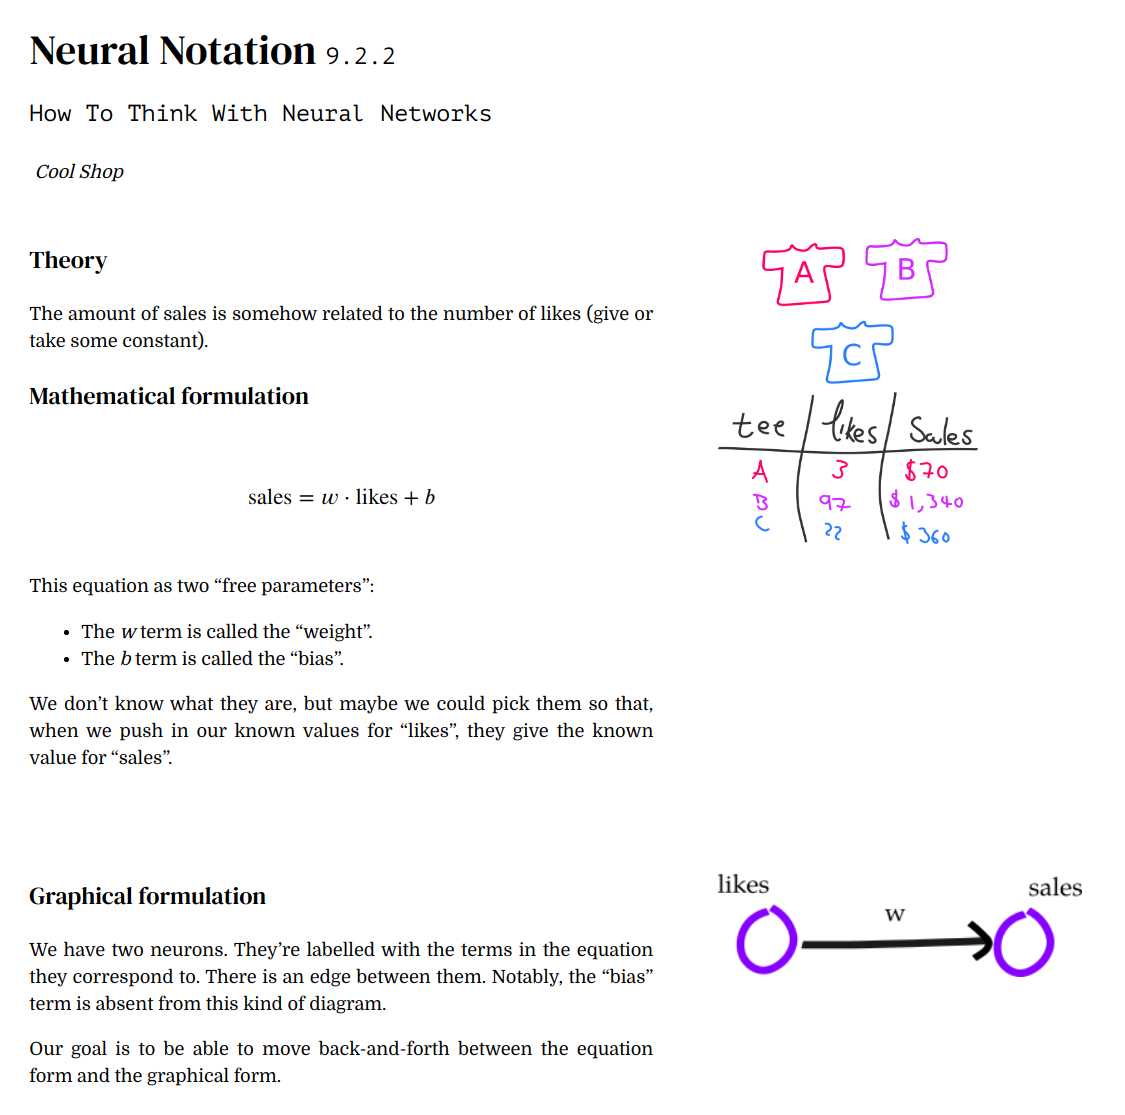 Neural Notation 9.2.2
How To Think With Neural Networks
Cool Shop
Theory
The amount of sales is somehow related to the number of likes (give or
take some constant).
Mathematical formulation
sales = w · likes + b
This equation as two “free parameters”:
• The w term is called the “weight”.
• The b term is called the “bias”.
We don’t know what they are, but maybe we could pick them so that,
when we push in our known values for “likes”, they give the known
value for “sales”.
A B
C
tee likes Sales
A 3 $70
B 97 $1,340
C 22 $360
Graphical formulation
We have two neurons. They’re labelled with the terms in the equation
they correspond to. There is an edge between them. Notably, the “bias”
term is absent from this kind of diagram.
Our goal is to be able to move back-and-forth between the equation
form and the graphical form.
likes sales
w